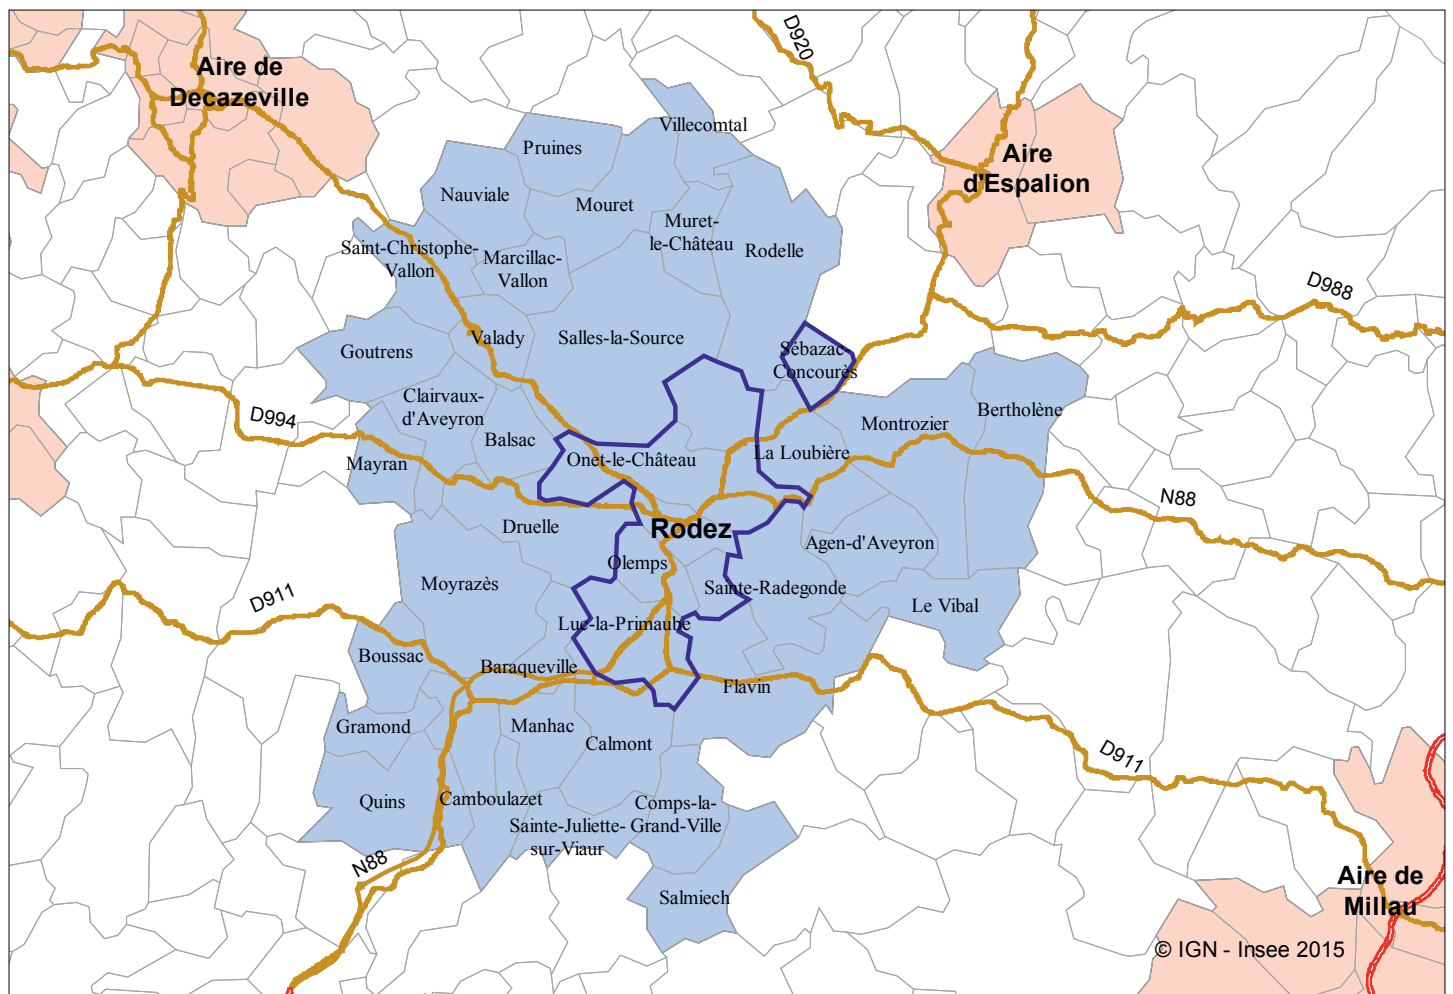 D920
Aire de
Decazeville
Villecomtal
Pruines
Aire
d'Espalion
Nauviale
Mouret
Muret-
le-Château
Rodelle
Saint-Christophe-
Vallon
Marcillac-
Vallon
D988
Valady
Salles-la-Source
Goutrens
Sébazac-
Concourès
Clairvaux-
d'Aveyron
Bertholène
D994
Montrozier
Balsac
Mayran
Onet-le-Château
La Loubière
N88
Druelle
Rodez
Agen-d'Aveyron
Olemps
Moyrazès
Sainte-Radegonde
D911
Le Vibal
Luc-la-Primaube
Boussac
Baraqueville
Flavin
Gramond
Manhac
Calmont
D911
Quins
Camboulazet
Comps-la-
Grand-Ville
Sainte-Juliette-
sur-Viaur
N88
Salmiech
Aire de
Millau
© IGN - Insee 2015